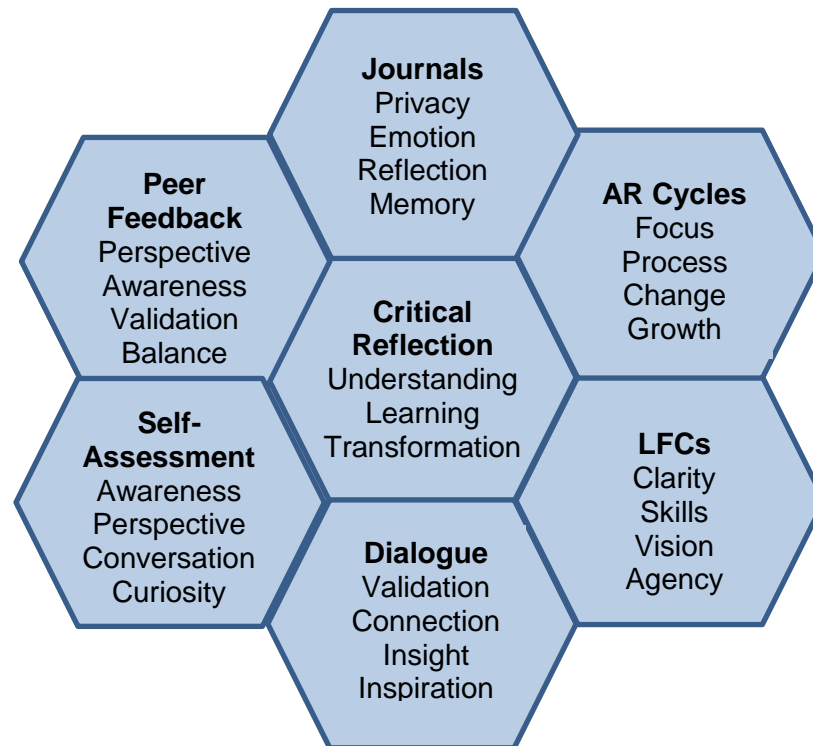 Journals
Privacy
Emotion
Reflection
Memory
Peer
Feedback
Perspective
Awareness
Validation
Balance
AR Cycles
Focus
Process
Change
Growth
Critical
Reflection
Understanding
Learning
Transformation
Self-
Assessment
Awareness
Perspective
Conversation
Curiosity
LFCs
Clarity
Skills
Vision
Agency
Dialogue
Validation
Connection
Insight
Inspiration